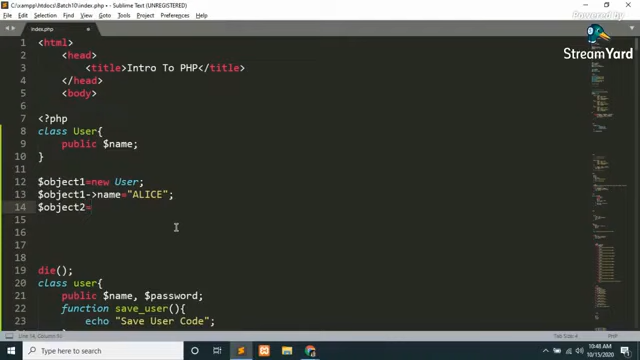 C:\xampp\htdocs\Batch10\index.php • - Sublime Text (UNREGISTERED)
File Edit Selection Find View Goto Tools Project Preferences Help
Powered by
StreamYard
index.php
1 <html>
2 <head>
3 <title>Intro To PHP</title>
4 </head>
5 <body>
6
7 <?php
8 class User{
9 public $name;
10 }
11
12 $object1=new User;
13 $object1->name="ALICE";
14 $object2=
15
16
17
18
19 die();
20 class user{
21 public $name, $password;
22 function save_user(){
23 echo "Save User Code";
Tab Size: 4
PHP
Type here to search
10:48 AM
10/15/2020